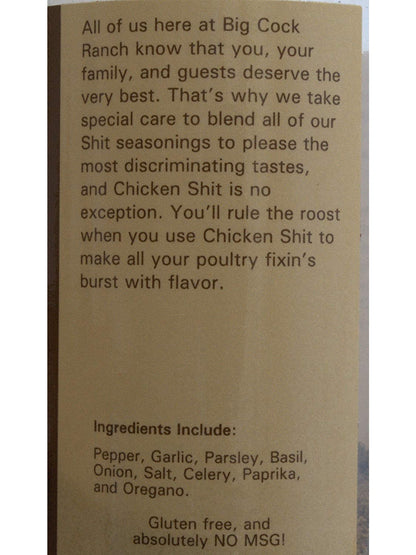 All of us here at Big Cock
Ranch know that you, your
family, and guests deserve the
very best. That's why we take
special care to blend all of our
Shit seasonings to please the
most discriminating tastes,
and Chicken Shit is no
exception. You'll rule the roost
when you use Chicken Shit to
make all your poultry fixin's
burst with flavor.
Ingredients Include:
Pepper, Garlic, Parsley, Basil,
Onion, Salt, Celery, Paprika,
and Oregano.
Gluten free, and
absolutely NO MSG!